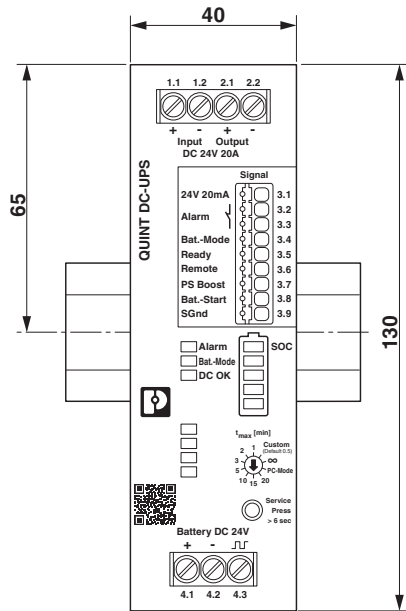 40
65
130
1.1 1.2 2.1 2.2
+ - + -
Input Output
DC 24V 20A
QUINT DC-UPS
Signal
24V 20mA 3.1
Alarm 3.2
3.3
Bat.-Mode 3.4
Ready 3.5
Remote 3.6
PS Boost 3.7
Bat.-Start 3.8
SGnd 3.9
Alarm SOC
Bat.-Mode
DC OK
tmax [min]
Custom
(Default 0.5)
1
2
3 ∞
5 PC-Mode
10 15 20
Service
Press
> 6 sec
Battery DC 24V
+ -
4.1 4.2 4.3